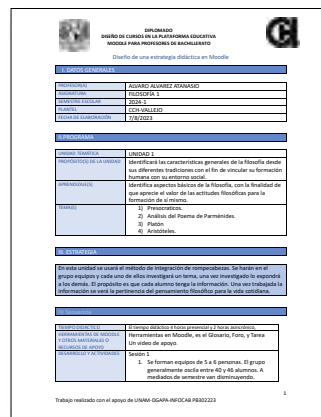 DIPLOMADO
DISEÑO DE CURSOS EN LA PLATAFORMA EDUCATIVA
MOODLE PARA PROFESORES DE BACHILLERATO
Diseño de una estrategia didáctica en Moodle
I. DATOS GENERALES
PROFESOR(A) ALVARO ALVAREZ ATANASIO
ASIGNATURA FILOSOFÍA 1
SEMESTRE ESCOLAR 2024-1
PLANTEL CCH-VALLEJO
FECHA DE ELABORACIÓN 7/8/2023
II.PROGRAMA
UNIDAD TEMÁTICA UNIDAD 1
PROPÓSITO(S) DE LA UNIDAD Identificará las características generales de la filosofía desde
sus diferentes tradiciones con el fin de vincular su formación
humana con su entorno social.
APRENDIZAJE(S) Identifica aspectos básicos de la filosofía, con la finalidad de
que aprecie el valor de las actitudes filosóficas para la
formación de sí mismo.
TEMA(S) 1) Presocraticos.
2) Análisis del Poema de Parménides.
3) Platón
4) Aristóteles.
III. ESTRATEGIA
En esta unidad se usará el método de integración de rompecabezas. Se harán en el
grupo equipos y cada uno de ellos investigará un tema, una vez investigado lo expondrá
a los demás. El propósito es que cada alumno tenga la información. Una vez trabajada la
información se verá la pertinencia del pensamiento filosófico para la vida cotidiana.
IV. Secuencia
TIEMPO DIDÁCTICO El tiempo didáctico 4 horas presencial y 2 horas asincrónico,
HERRAMIENTAS DE MOODLE Herramientas en Moodle, es el Glosario, Foro, y Tarea
Y OTROS MATERIALES O Un video de apoyo.
RECURSOS DE APOYO
DESARROLLO Y ACTIVIDADES Sesión 1
1. Se forman equipos de 5 a 6 personas. El grupo
generalmente oscila entre 40 y 46 alumnos. A
mediados de semestre van disminuyendo.
1
Trabajo realizado con el apoyo de UNAM-DGAPA-INFOCAB PB302222